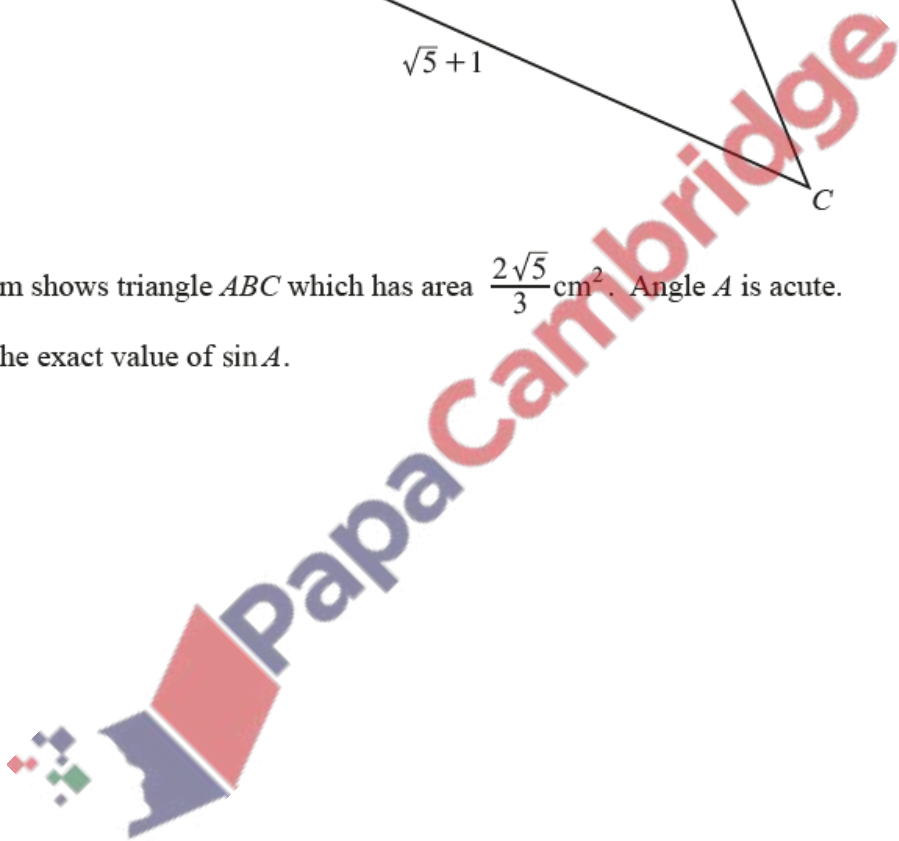 √5 + 1
C
m shows triangle ABC which has area 2√5/3 cm². Angle A is acute.
he exact value of sin A.
PapaCambridge